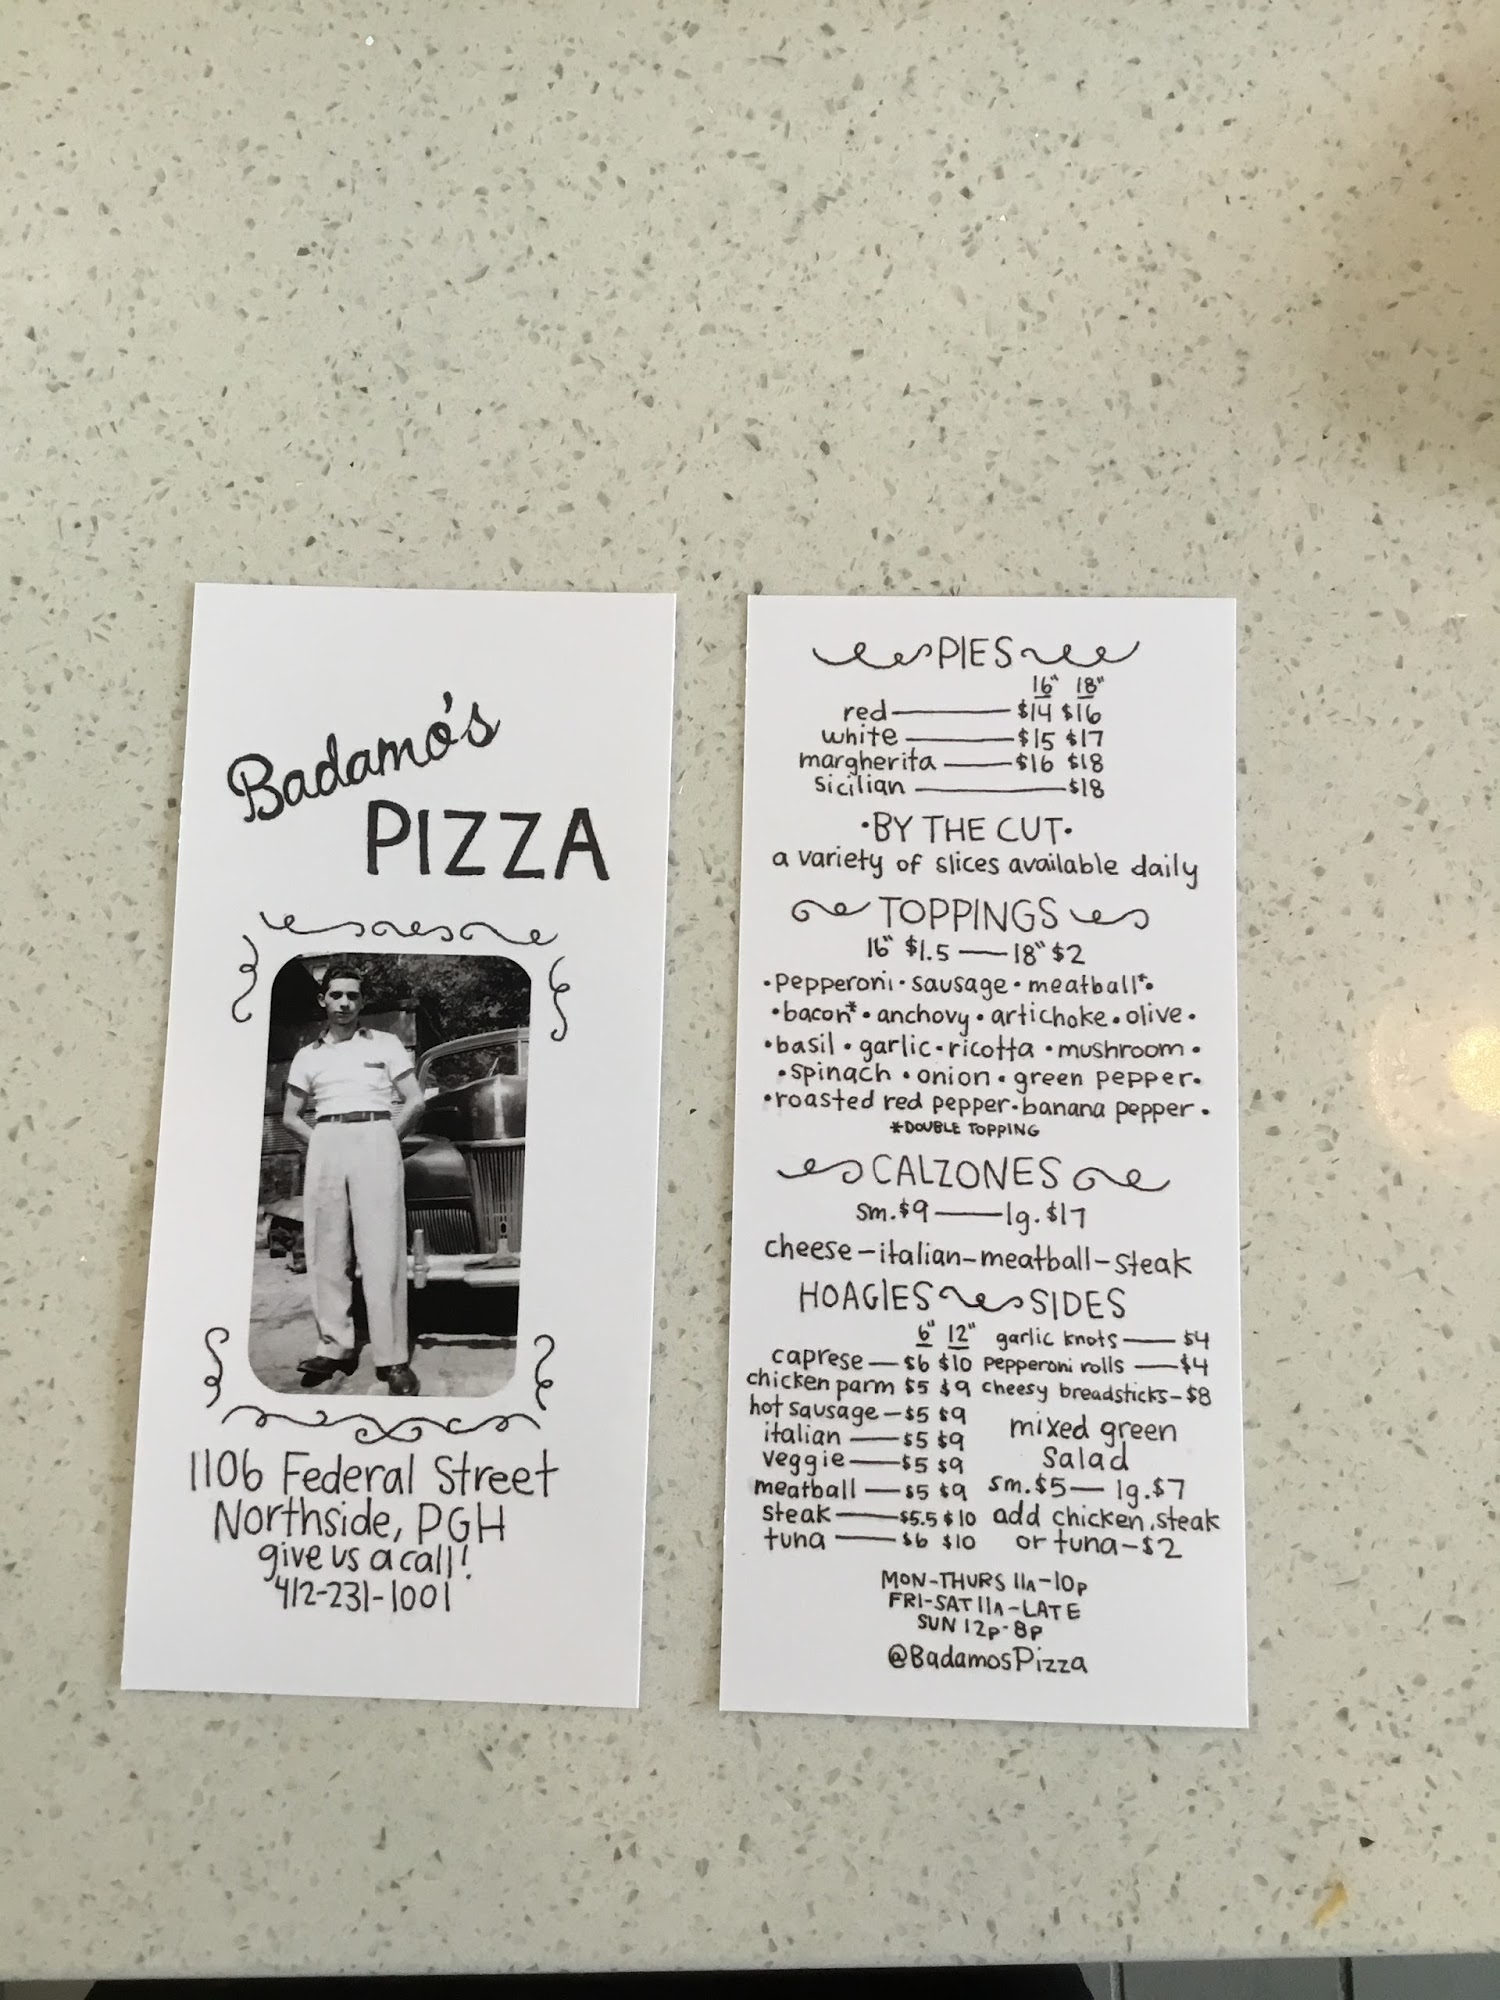 Badamo's
PIZZA
1106 Federal Street
Northside, PGH
give us a call!
412-231-1001
PIES
16" 18"
red $14 $16
white $15 $17
margherita $16 $18
sicilian $18
•BY THE CUT•
a variety of slices available daily
TOPPINGS
16" $1.5 — 18" $2
•pepperoni•sausage•meatball*•
•bacon*•anchovy•artichoke•olive•
•basil•garlic•ricotta•mushroom•
•spinach•onion•green pepper•
•roasted red pepper•banana pepper•
*DOUBLE TOPPING
CALZONES
sm.$9 — lg.$17
cheese-italian-meatball-steak
HOAGIES
6" 12"
caprese — $6 $10
chicken parm $5 $9
hot sausage — $5 $9
italian — $5 $9
veggie — $5 $9
meatball — $5 $9
steak — $5.5 $10
tuna — $6 $10
SIDES
garlic knots — $4
pepperoni rolls — $4
cheesy breadsticks - $8
mixed green
salad
sm.$5 — lg.$7
add chicken, steak
or tuna - $2
MON-THURS 11A-10P
FRI-SAT 11A-LATE
SUN 12P-8P
@BadamosPizza